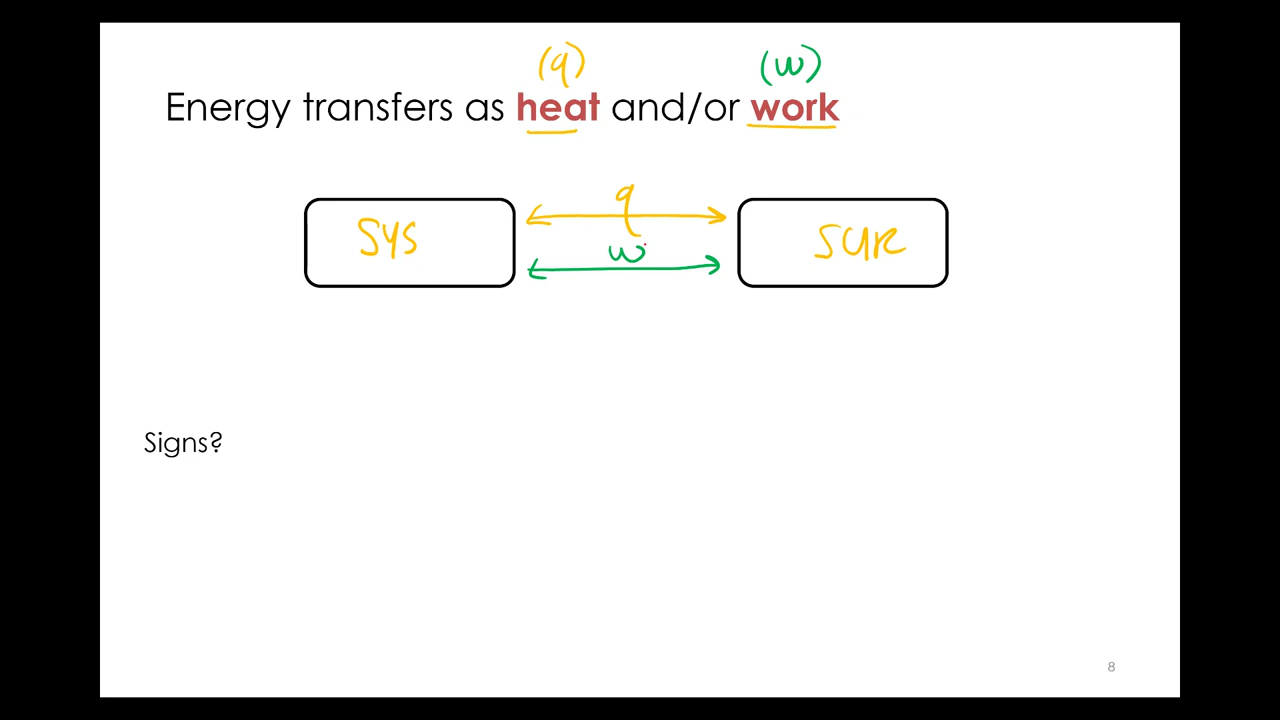 (q) (w)
Energy transfers as heat and/or work
q
sys sur
w
Signs?
8